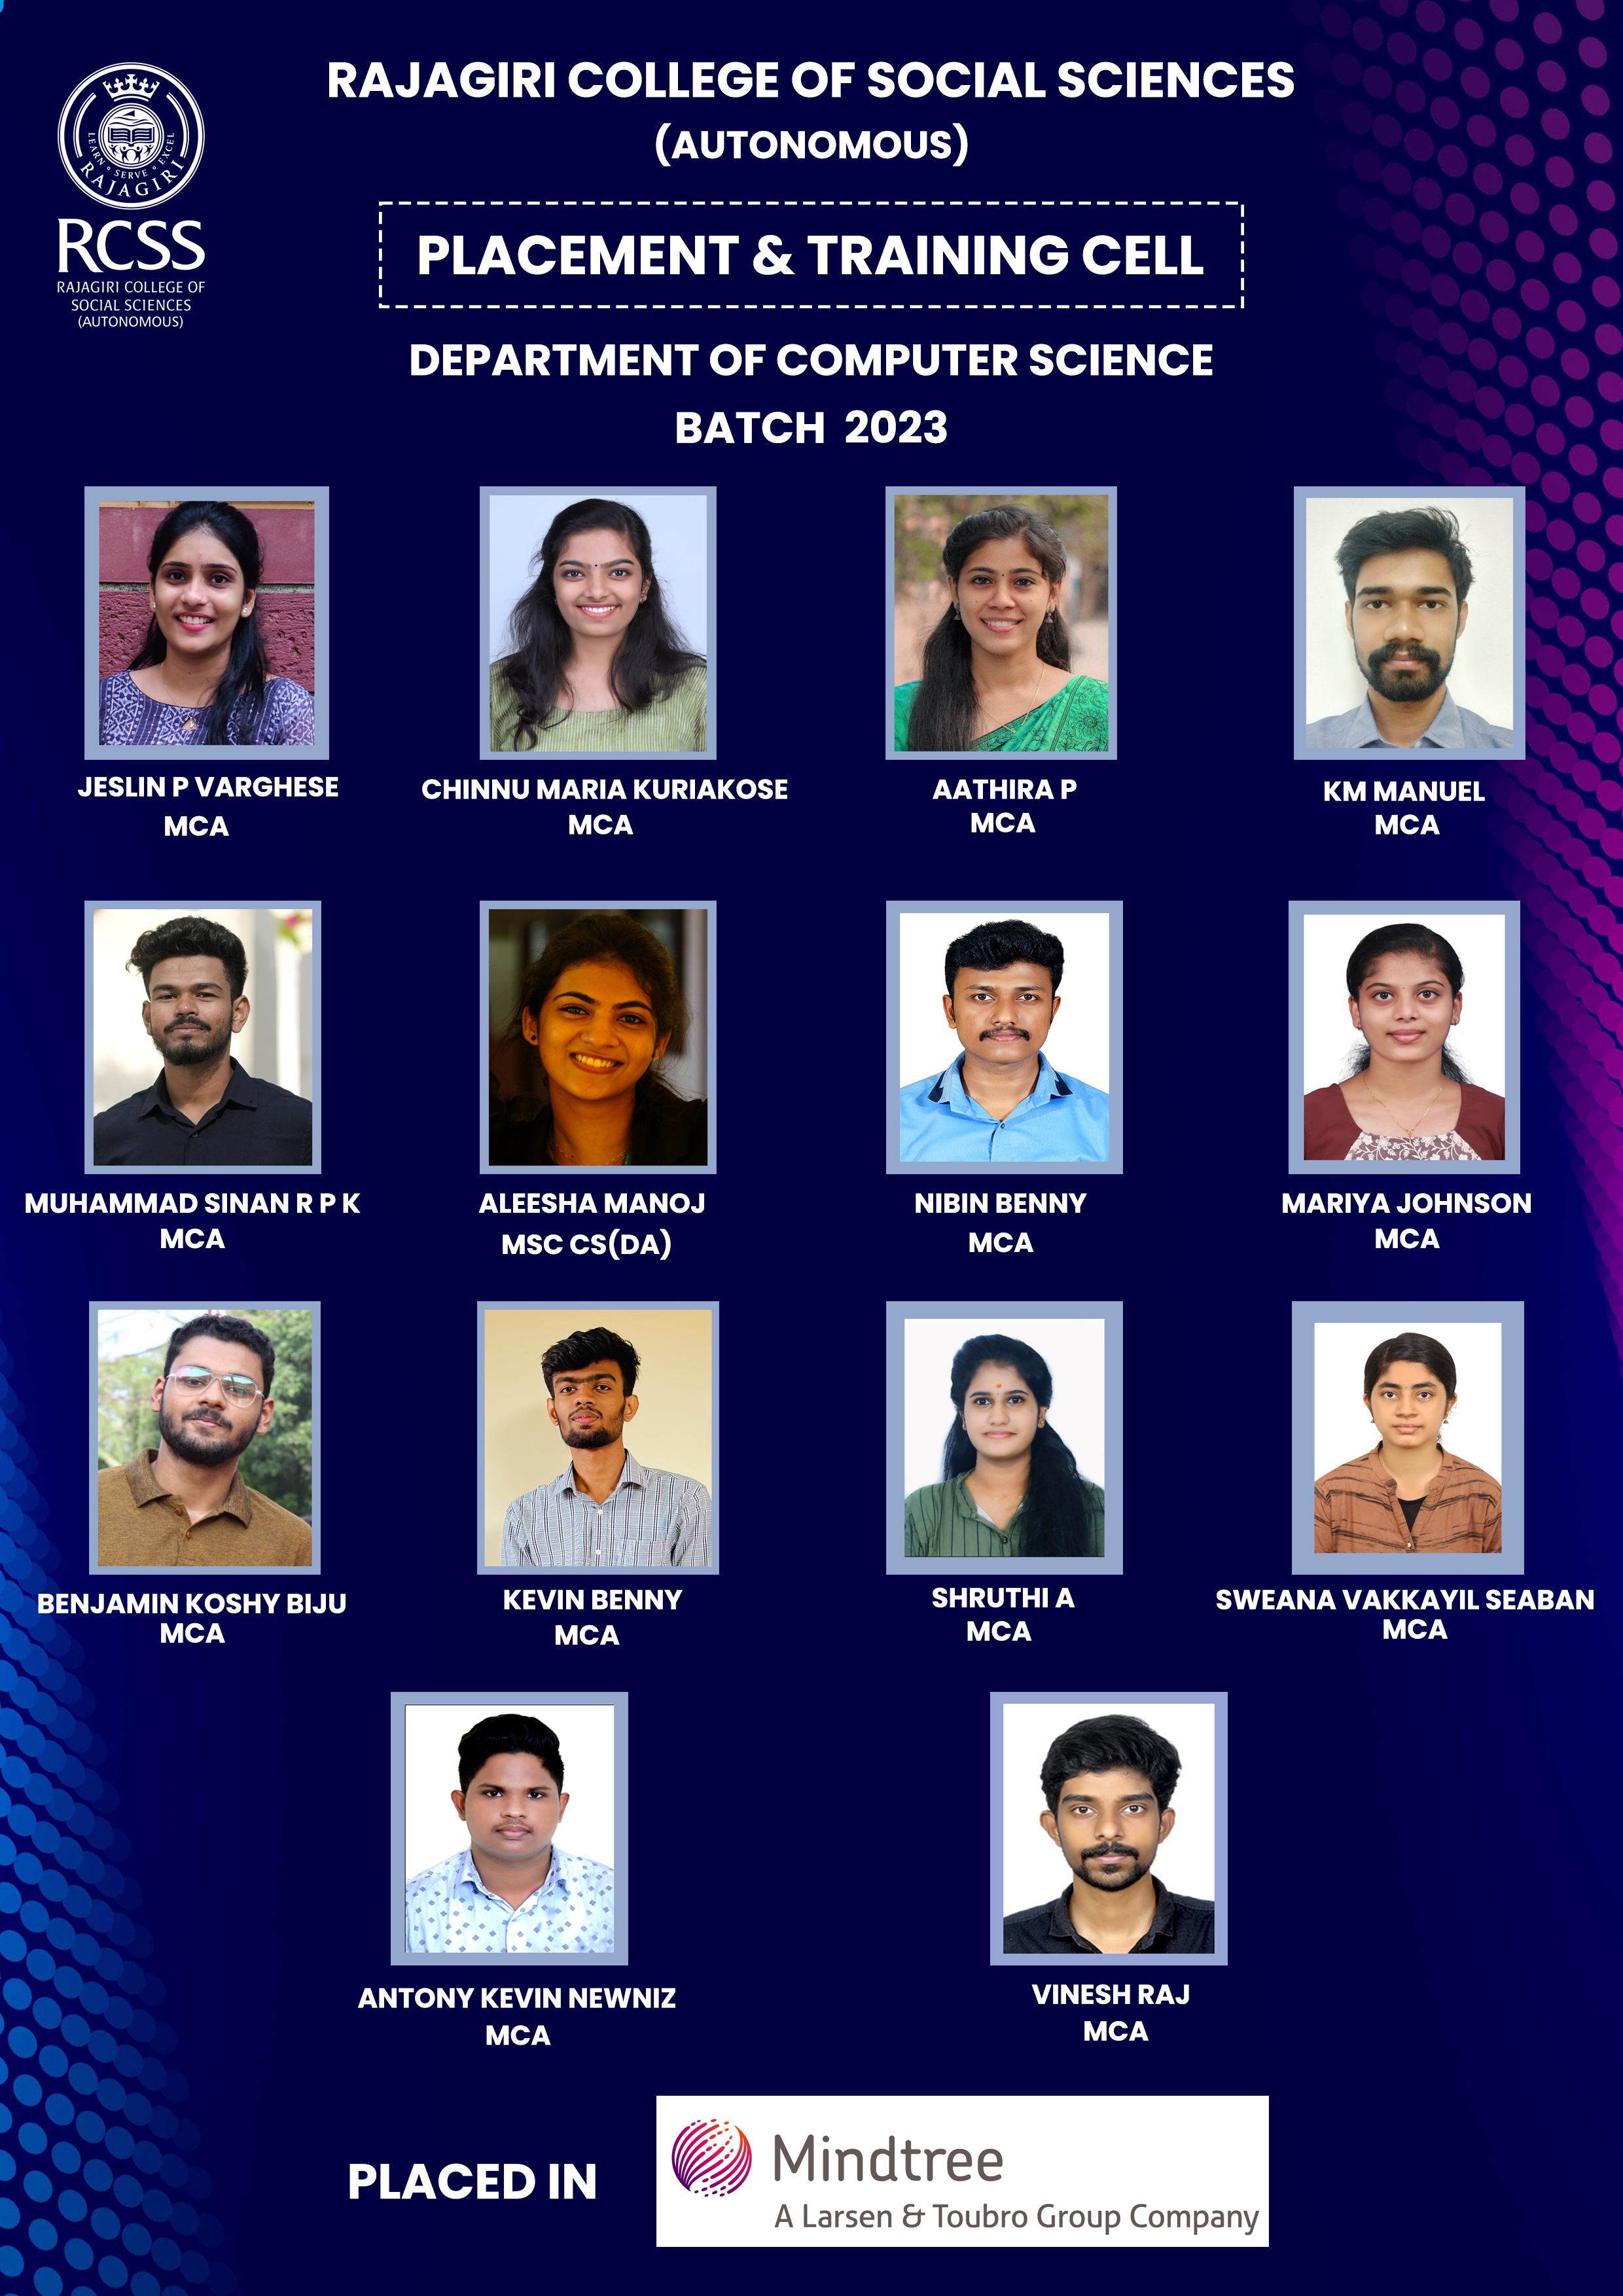 RAJAGIRI COLLEGE OF SOCIAL SCIENCES
(AUTONOMOUS)
LEARN ° SERVE ° EXCEL
RAJAGIRI
RCSS
RAJAGIRI COLLEGE OF
SOCIAL SCIENCES
(AUTONOMOUS)
PLACEMENT & TRAINING CELL
DEPARTMENT OF COMPUTER SCIENCE
BATCH 2023
JESLIN P VARGHESE
MCA
CHINNU MARIA KURIAKOSE
MCA
AATHIRA P
MCA
KM MANUEL
MCA
MUHAMMAD SINAN R P K
MCA
ALEESHA MANOJ
MSC CS(DA)
NIBIN BENNY
MCA
MARIYA JOHNSON
MCA
BENJAMIN KOSHY BIJU
MCA
KEVIN BENNY
MCA
SHRUTHI A
MCA
SWEANA VAKKAYIL SEABAN
MCA
ANTONY KEVIN NEWNIZ
MCA
VINESH RAJ
MCA
PLACED IN
Mindtree
A Larsen & Toubro Group Company